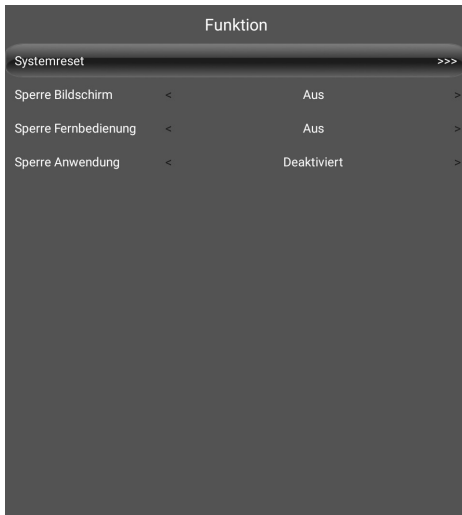 Funktion
Systemreset >>>
Sperre Bildschirm < Aus >
Sperre Fernbedienung < Aus >
Sperre Anwendung < Deaktiviert >